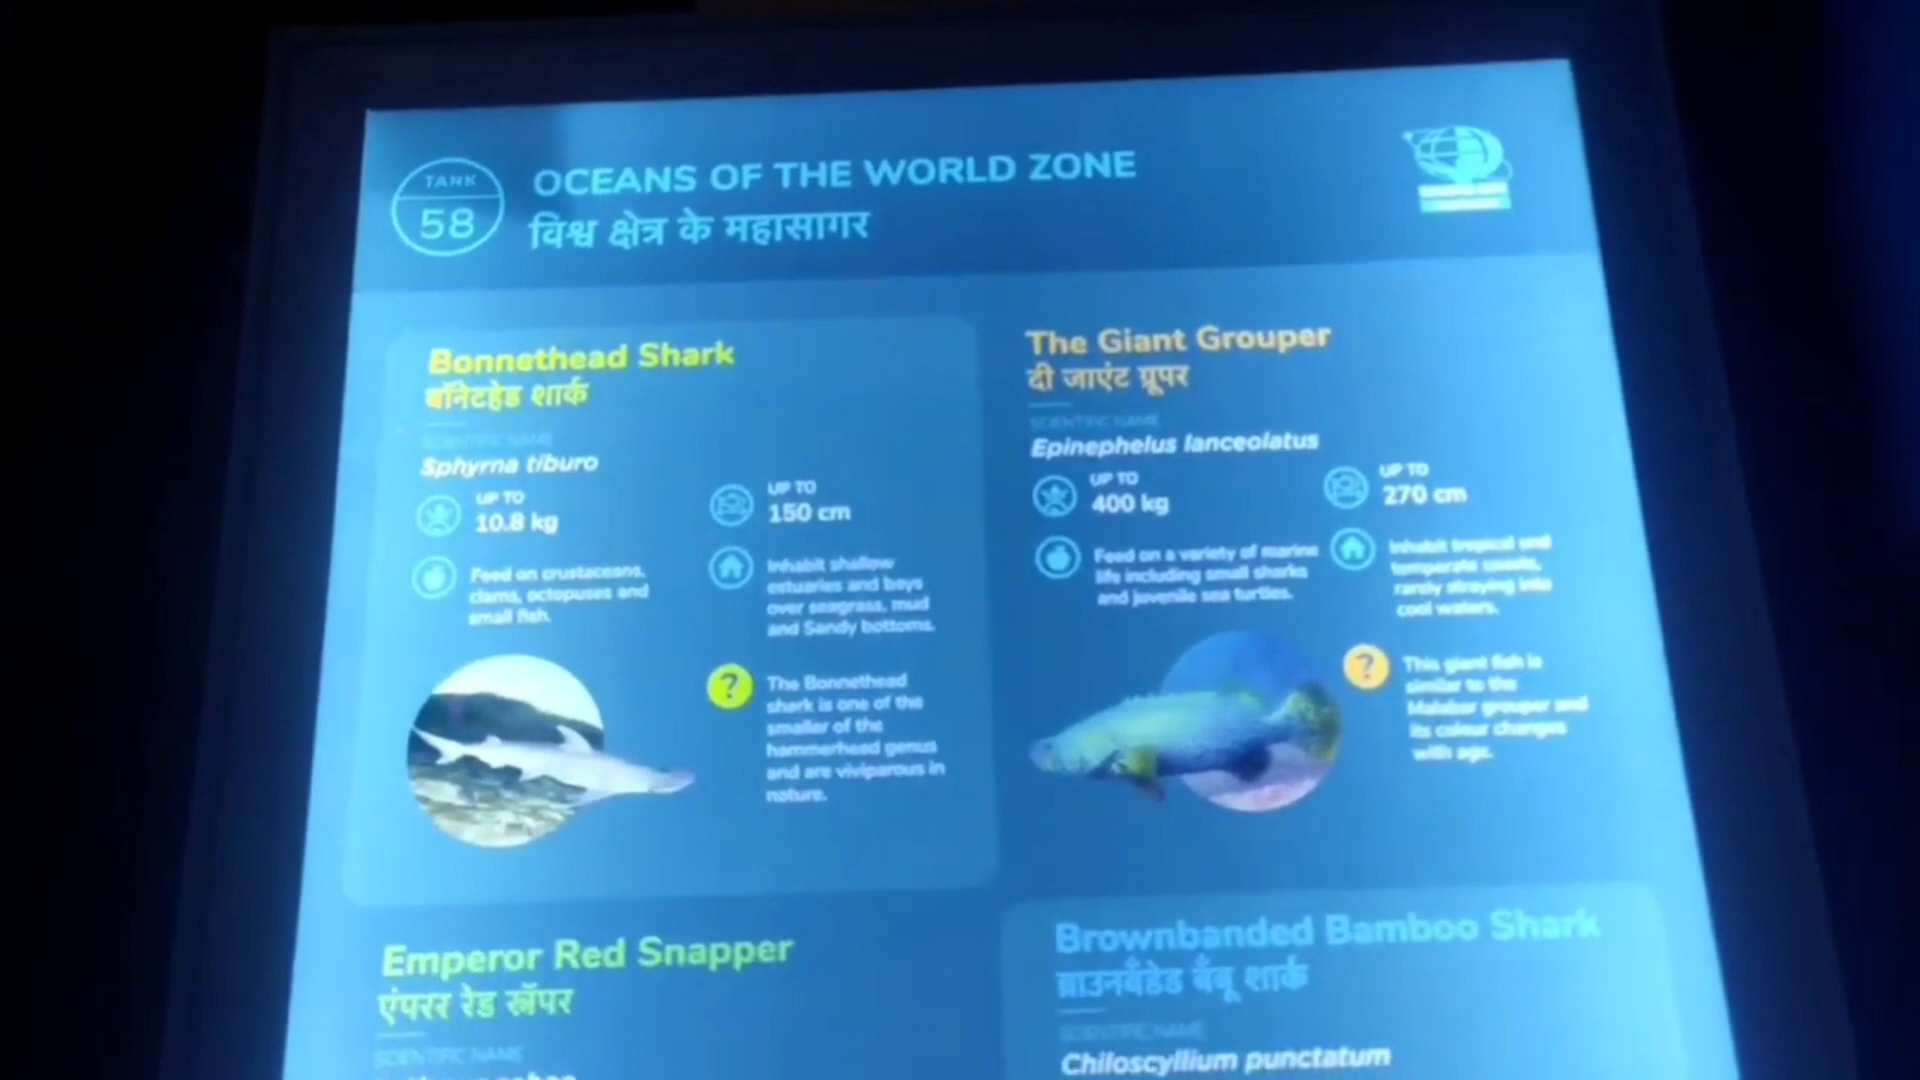 TANK
58
OCEANS OF THE WORLD ZONE
विश्व क्षेत्र के महासागर
Bonnethead Shark
बॉनेटहेड शार्क
SCIENTIFIC NAME
Sphyrna tiburo
UP TO
10.8 kg
UP TO
150 cm
Feed on crustaceans,
clams, octopuses and
small fish.
Inhabit shallow
estuaries and bays
over seagrass, mud
and Sandy bottoms.
?
The Bonnethead
shark is one of the
smaller of the
hammerhead genus
and are viviparous in
nature.
The Giant Grouper
दी जाएंट ग्रूपर
SCIENTIFIC NAME
Epinephelus lanceolatus
UP TO
400 kg
UP TO
270 cm
Feed on a variety of marine
life including small sharks
and juvenile sea turtles.
Inhabit tropical and
temperate coasts,
rarely straying into
cool waters.
?
This giant fish is
similar to the
Malabar grouper and
its colour changes
with age.
Emperor Red Snapper
एंपरर रेड स्नॅपर
SCIENTIFIC NAME
Brownbanded Bamboo Shark
ब्राउनबँडेड बँबू शार्क
SCIENTIFIC NAME
Chiloscyllium punctatum